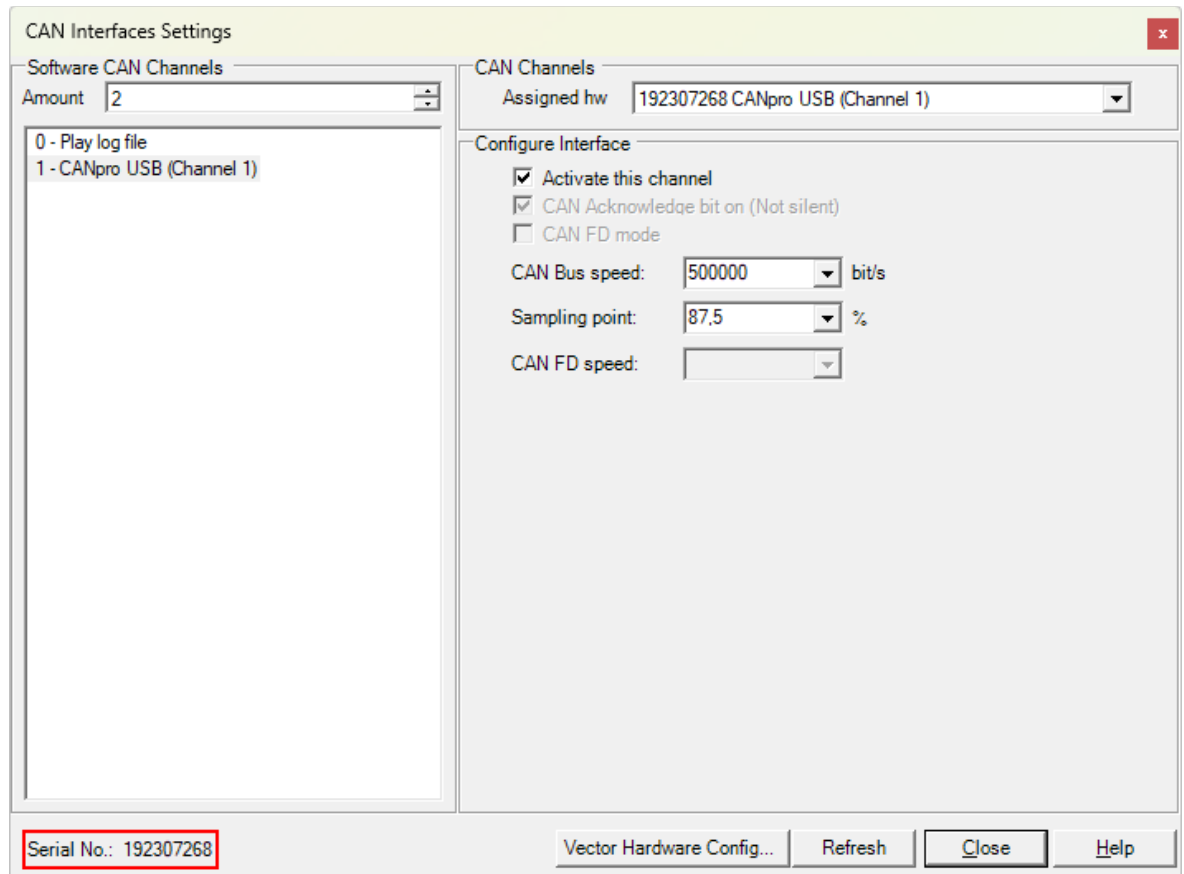 CAN Interfaces Settings
x
Software CAN Channels
Amount 2
0 - Play log file
1 - CANpro USB (Channel 1)
CAN Channels
Assigned hw 192307268 CANpro USB (Channel 1)
Configure Interface
Activate this channel
CAN Acknowledge bit on (Not silent)
CAN FD mode
CAN Bus speed: 500000 bit/s
Sampling point: 87,5 %
CAN FD speed:
Serial No.: 192307268
Vector Hardware Config...
Refresh
Close
Help